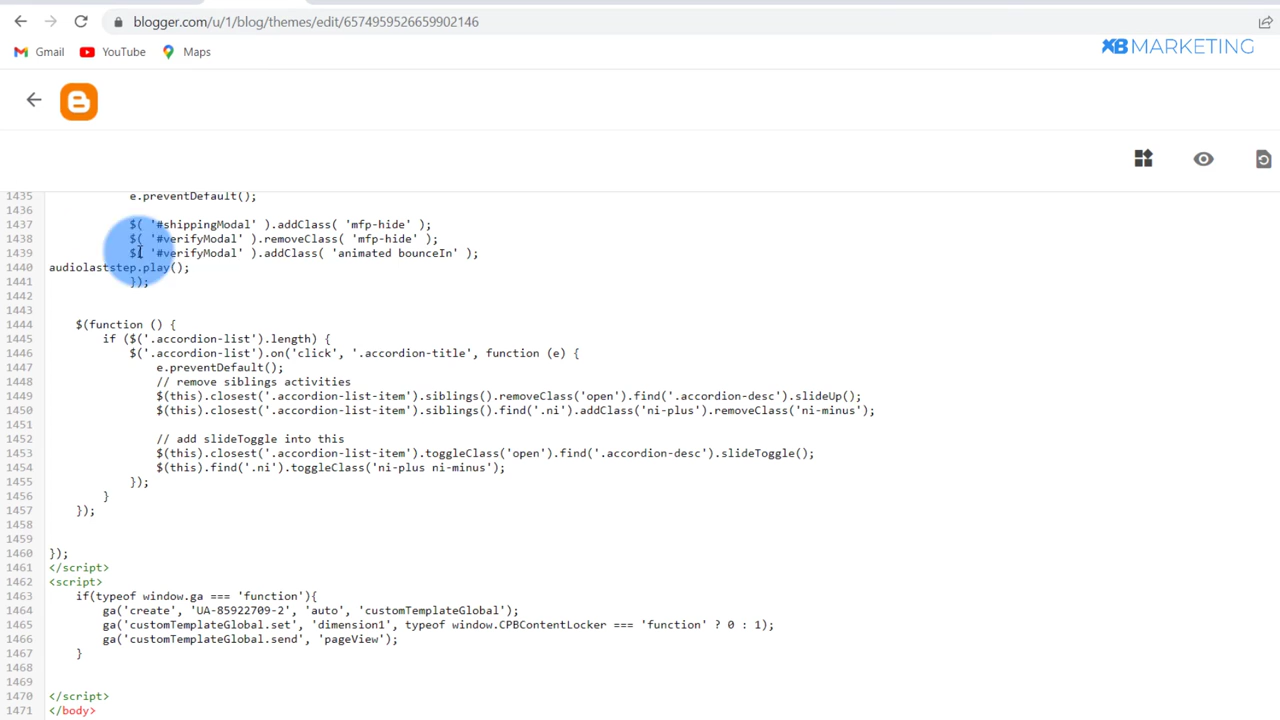 blogger.com/u/1/blog/themes/edit/6574959526659902146
Gmail YouTube Maps
XB MARKETING
1435 e.preventDefault();
1436
1437 $( '#shippingModal' ).addClass( 'mfp-hide' );
1438 $( '#verifyModal' ).removeClass( 'mfp-hide' );
1439 $( '#verifyModal' ).addClass( 'animated bounceIn' );
1440 audiolaststep.play();
1441 });
1442
1443
1444 $(function () {
1445 if ($('.accordion-list').length) {
1446 $('.accordion-list').on('click', '.accordion-title', function (e) {
1447 e.preventDefault();
1448 // remove siblings activities
1449 $(this).closest('.accordion-list-item').siblings().removeClass('open').find('.accordion-desc').slideUp();
1450 $(this).closest('.accordion-list-item').siblings().find('.ni').addClass('ni-plus').removeClass('ni-minus');
1451
1452 // add slideToggle into this
1453 $(this).closest('.accordion-list-item').toggleClass('open').find('.accordion-desc').slideToggle();
1454 $(this).find('.ni').toggleClass('ni-plus ni-minus');
1455 });
1456 }
1457 });
1458
1459
1460 });
1461 </script>
1462 <script>
1463 if(typeof window.ga === 'function'){
1464 ga('create', 'UA-85922709-2', 'auto', 'customTemplateGlobal');
1465 ga('customTemplateGlobal.set', 'dimension1', typeof window.CPBContentLocker === 'function' ? 0 : 1);
1466 ga('customTemplateGlobal.send', 'pageView');
1467 }
1468
1469
1470 </script>
1471 </body>